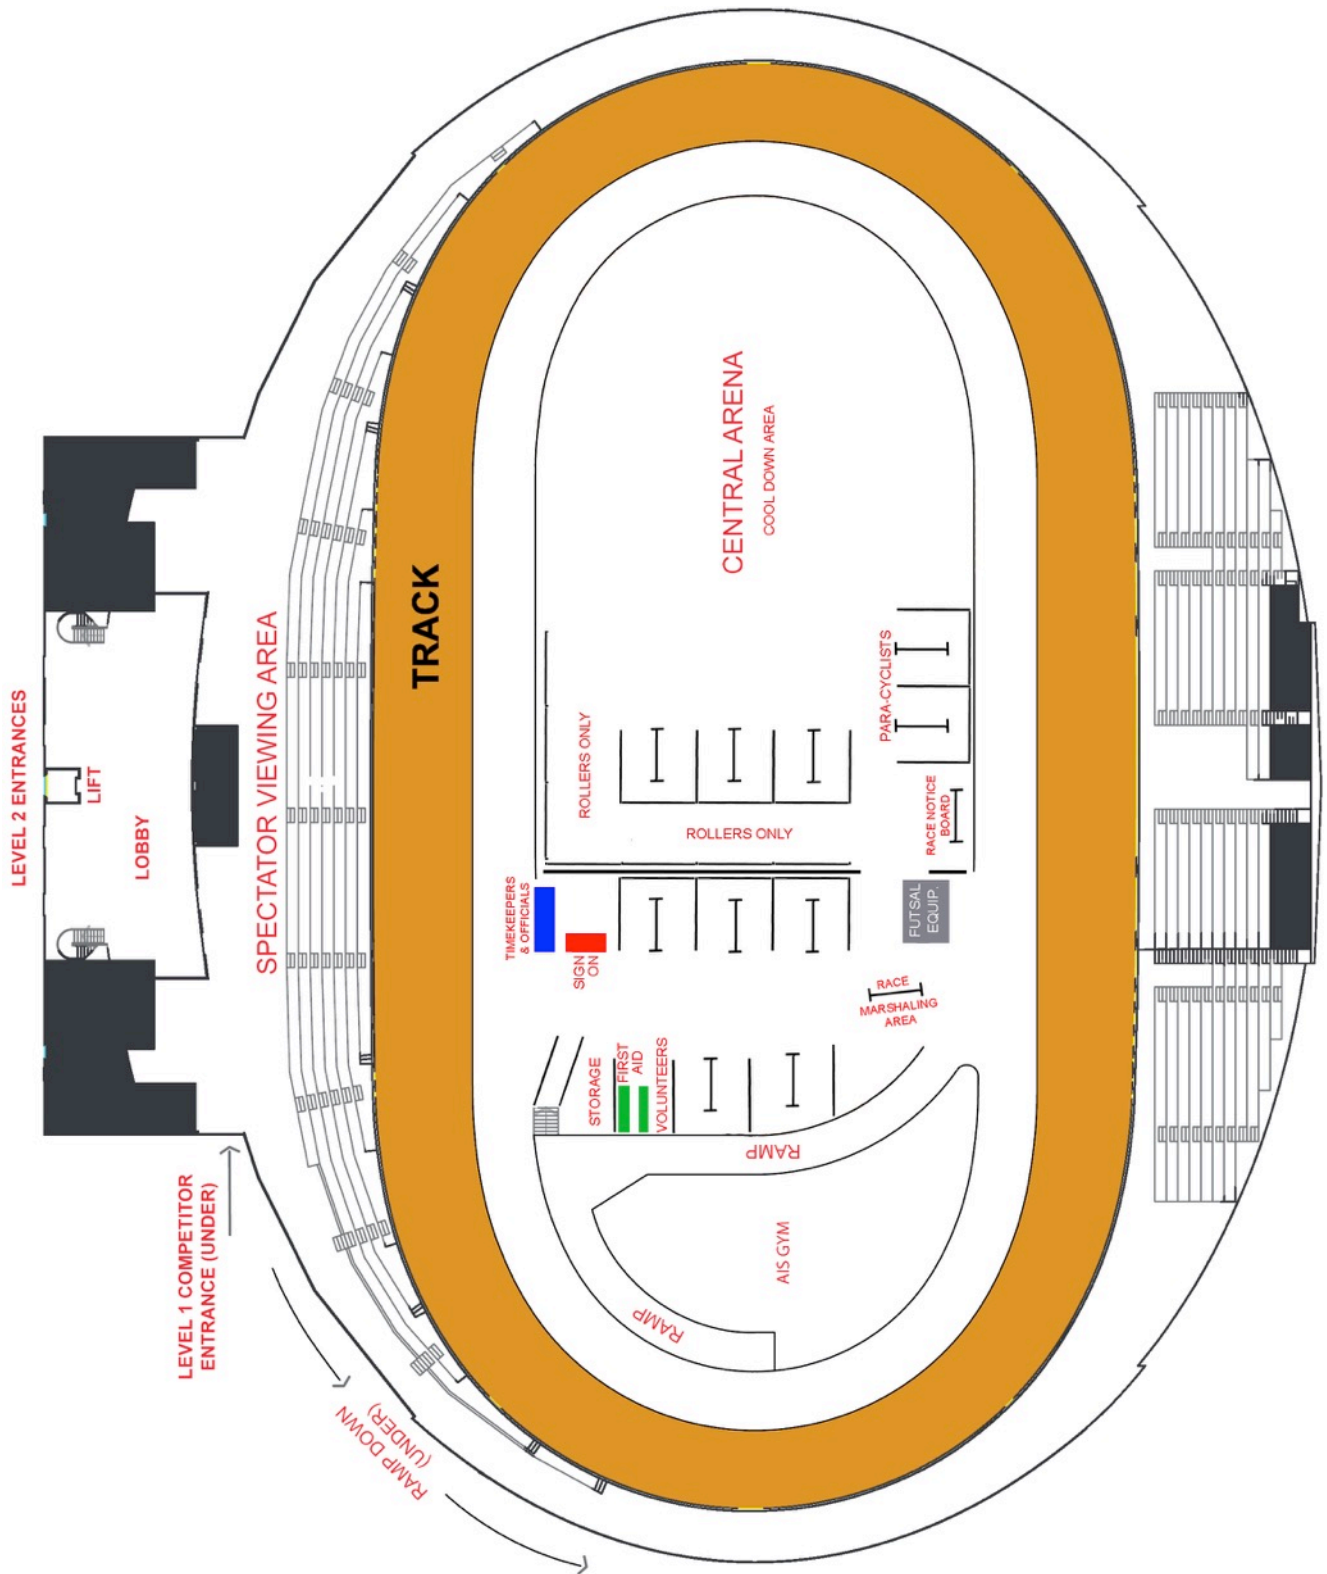 LEVEL 2 ENTRANCES
LIFT
LOBBY
SPECTATOR VIEWING AREA
TRACK
CENTRAL ARENA
COOL DOWN AREA
PARA-CYCLISTS
ROLLERS ONLY
ROLLERS ONLY
RACE NOTICE
BOARD
TIMEKEEPERS
& OFFICIALS
SIGN
ON
FUTSAL
EQUIP.
RACE
MARSHALING
AREA
STORAGE
FIRST
AID
VOLUNTEERS
RAMP
AIS GYM
RAMP
LEVEL 1 COMPETITOR
ENTRANCE (UNDER)
RAMP DOWN
(UNDER)